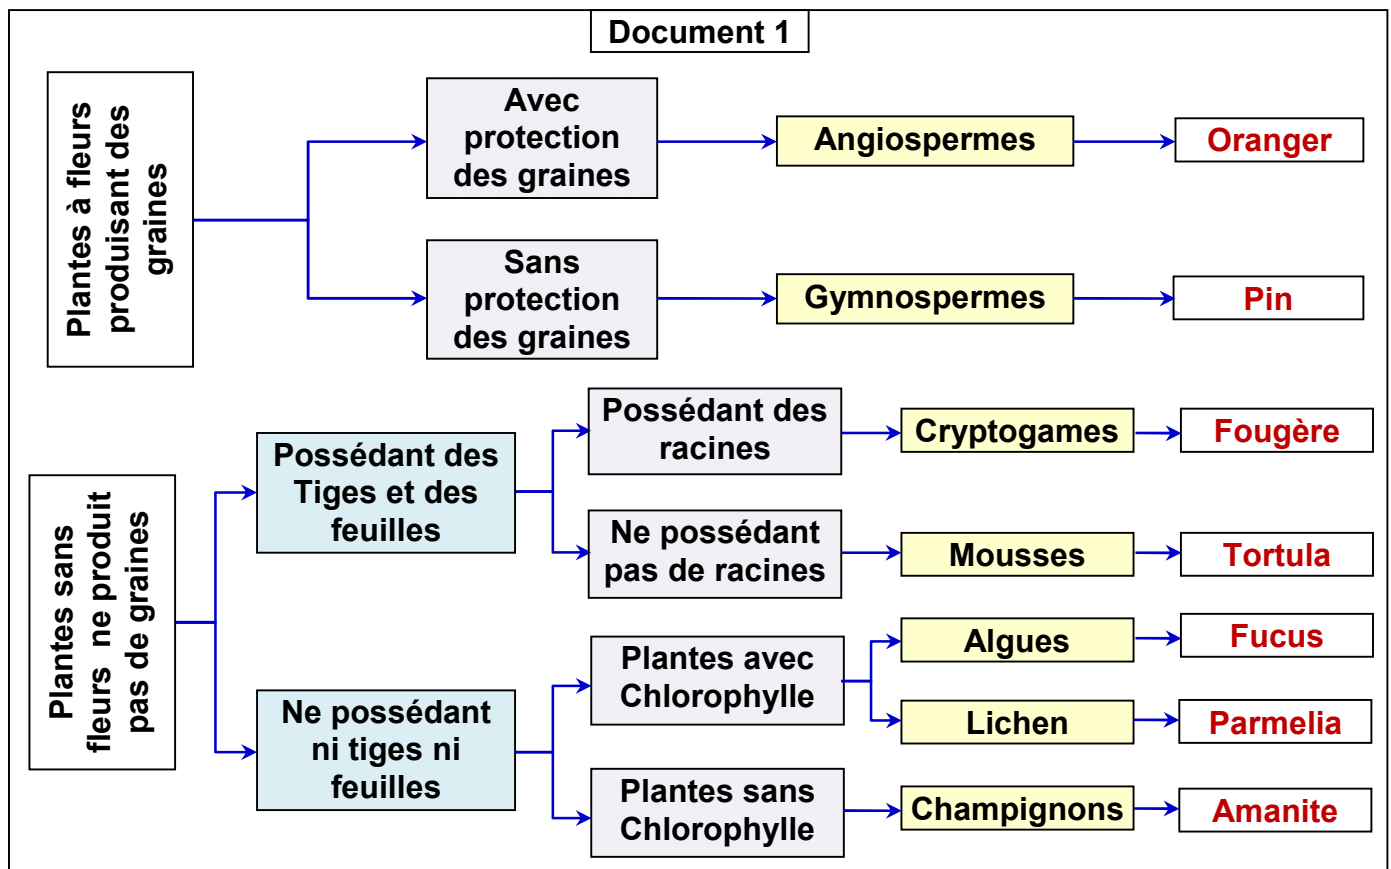 Document 1
Plantes à fleurs
produisant des
graines
Avec
protection
des graines
Angiospermes
Oranger
Sans
protection
des graines
Gymnospermes
Pin
Plantes sans
fleurs ne produit
pas de graines
Possédant des
Tiges et des
feuilles
Possédant des
racines
Cryptogames
Fougère
Ne possédant
pas de racines
Mousses
Tortula
Ne possédant
ni tiges ni
feuilles
Plantes avec
Chlorophylle
Algues
Fucus
Lichen
Parmelia
Plantes sans
Chlorophylle
Champignons
Amanite